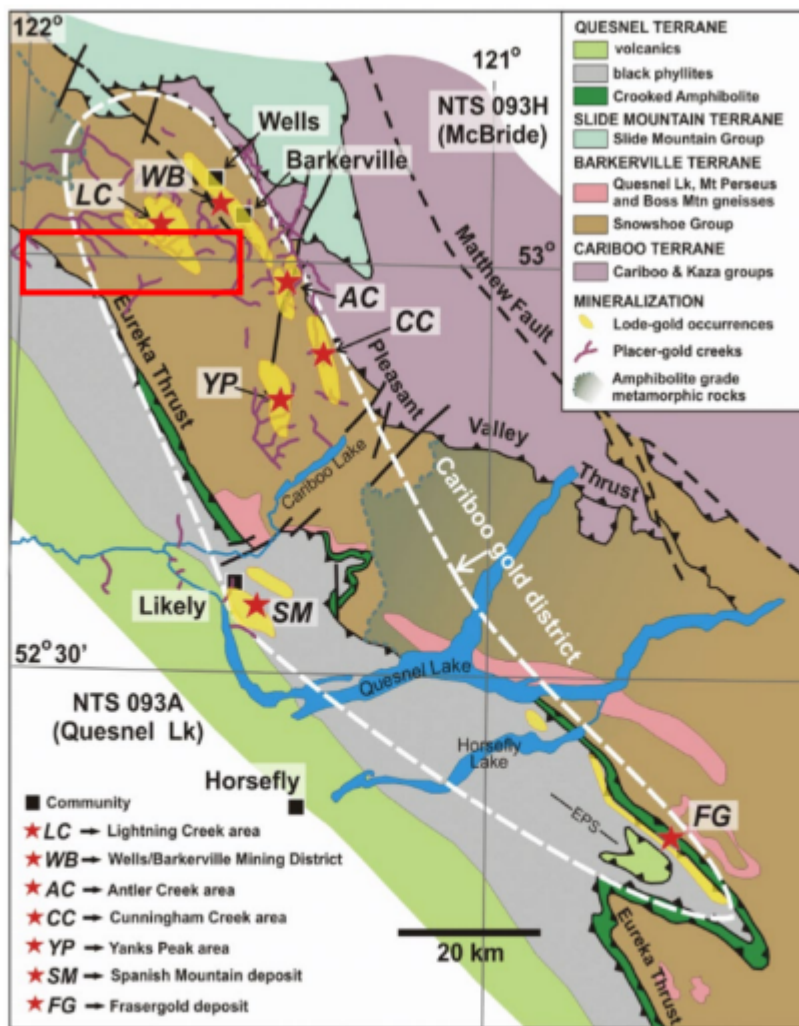 122°
121°
NTS 093H
(McBride)
Wells
Barkerville
WB
LC
53°
AC
CC
Matthew Fault
Eureka Thrust
YP
Pleasant
Valley
Thrust
Cariboo Lake
Cariboo gold district
Likely
L
SM
52°30'
Quesnel Lake
NTS 093A
(Quesnel Lk)
Horsefly
Lake
Horsefly
EPS
FG
Eureka Thrust
20 km
QUESNEL TERRANE
volcanics
black phyllites
Crooked Amphibolite
SLIDE MOUNTAIN TERRANE
Slide Mountain Group
BARKERVILLE TERRANE
Quesnel Lk, Mt Perseus
and Boss Mtn gneisses
Snowshoe Group
CARIBOO TERRANE
Cariboo & Kaza groups
MINERALIZATION
Lode-gold occurrences
Placer-gold creeks
Amphibolite grade
metamorphic rocks
Community
LC → Lightning Creek area
WB → Wells/Barkerville Mining District
AC → Antler Creek area
CC → Cunningham Creek area
YP → Yanks Peak area
SM → Spanish Mountain deposit
FG → Frasergold deposit